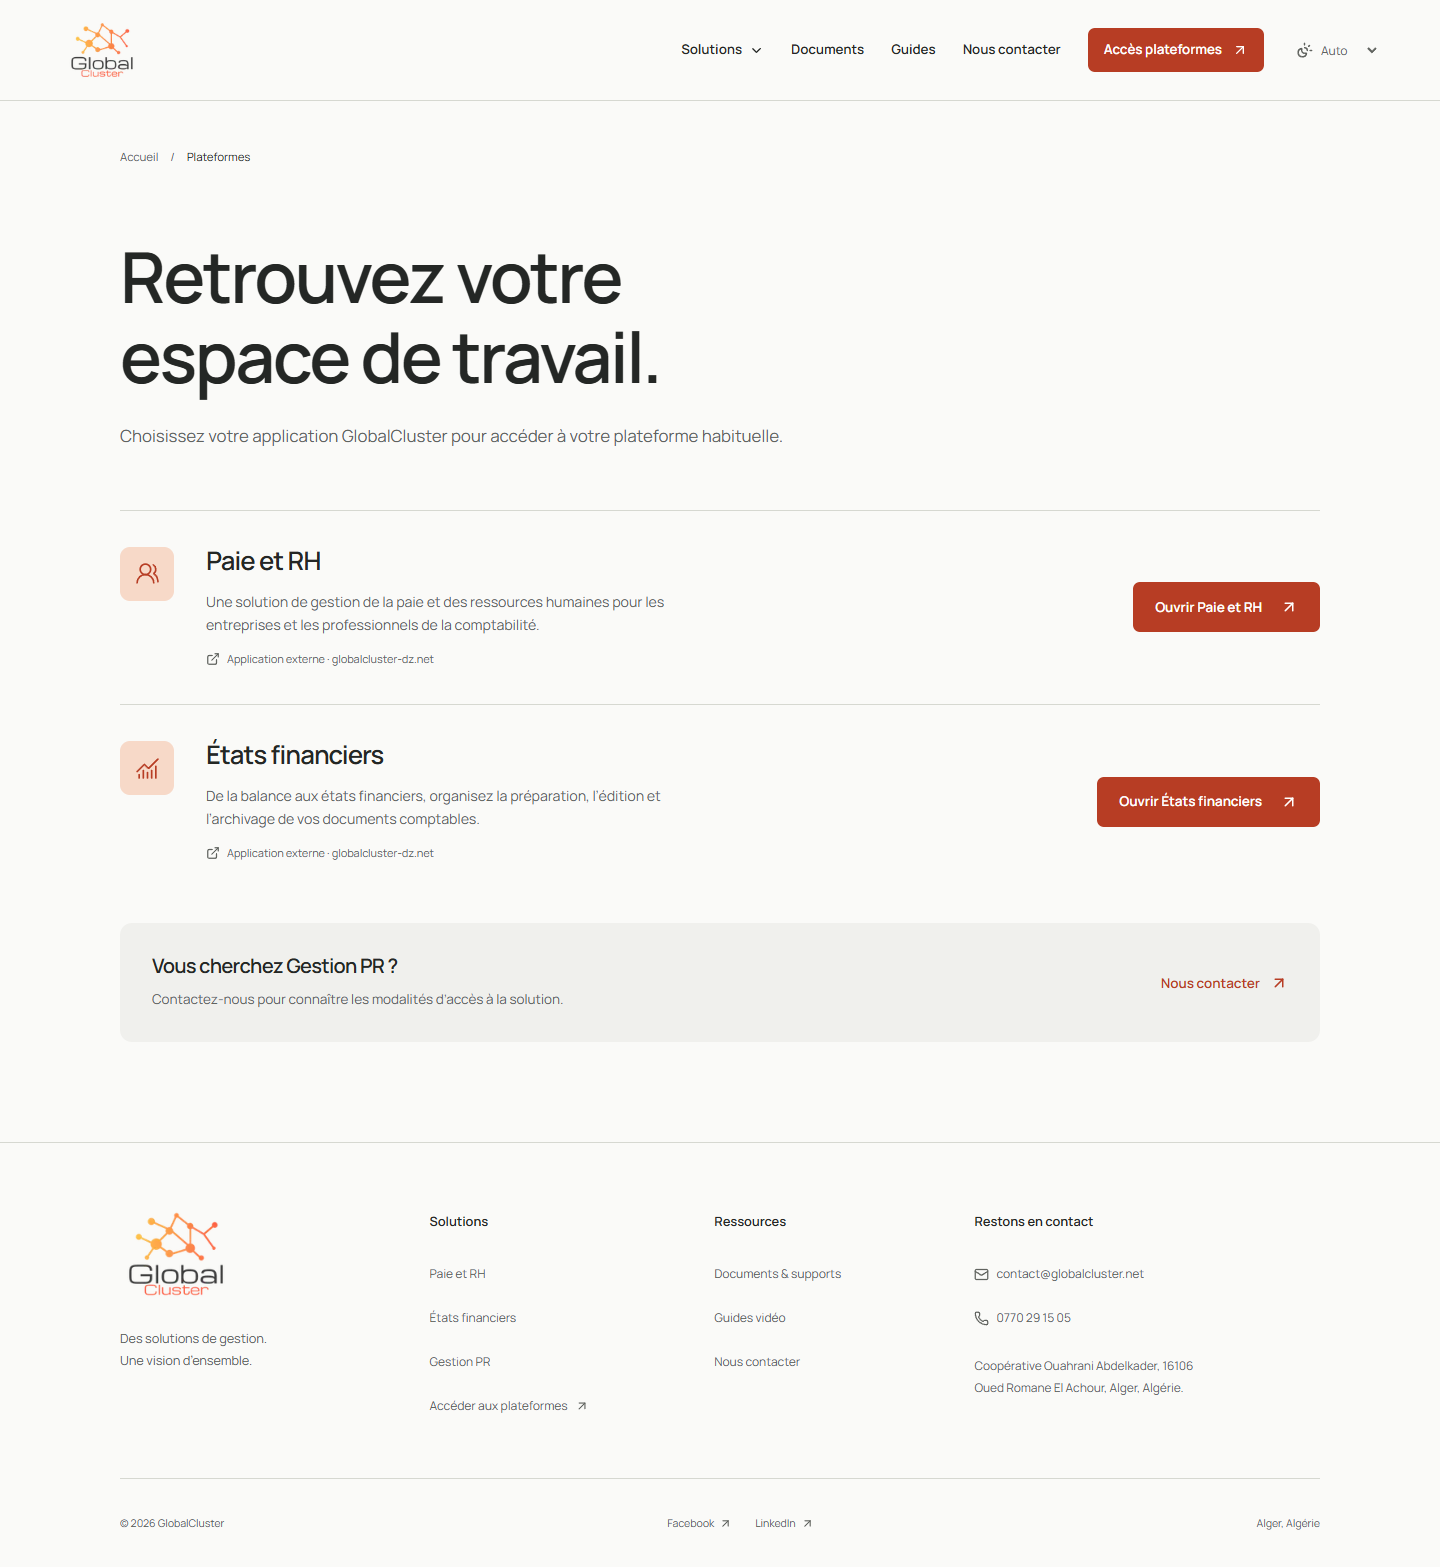 Global
Cluster
Solutions
Documents
Guides
Nous contacter
Accès plateformes
Auto
Accueil / Plateformes
Retrouvez votre
espace de travail.
Choisissez votre application GlobalCluster pour accéder à votre plateforme habituelle.
Paie et RH
Une solution de gestion de la paie et des ressources humaines pour les
entreprises et les professionnels de la comptabilité.
Application externe · globalcluster-dz.net
Ouvrir Paie et RH
États financiers
De la balance aux états financiers, organisez la préparation, l’édition et
l’archivage de vos documents comptables.
Application externe · globalcluster-dz.net
Ouvrir États financiers
Vous cherchez Gestion PR ?
Contactez-nous pour connaître les modalités d’accès à la solution.
Nous contacter
Global
Cluster
Des solutions de gestion.
Une vision d’ensemble.
Solutions
Paie et RH
États financiers
Gestion PR
Accéder aux plateformes
Ressources
Documents & supports
Guides vidéo
Nous contacter
Restons en contact
contact@globalcluster.net
0770 29 15 05
Coopérative Ouahrani Abdelkader, 16106
Oued Romane El Achour, Alger, Algérie.
© 2026 GlobalCluster
Facebook
LinkedIn
Alger, Algérie